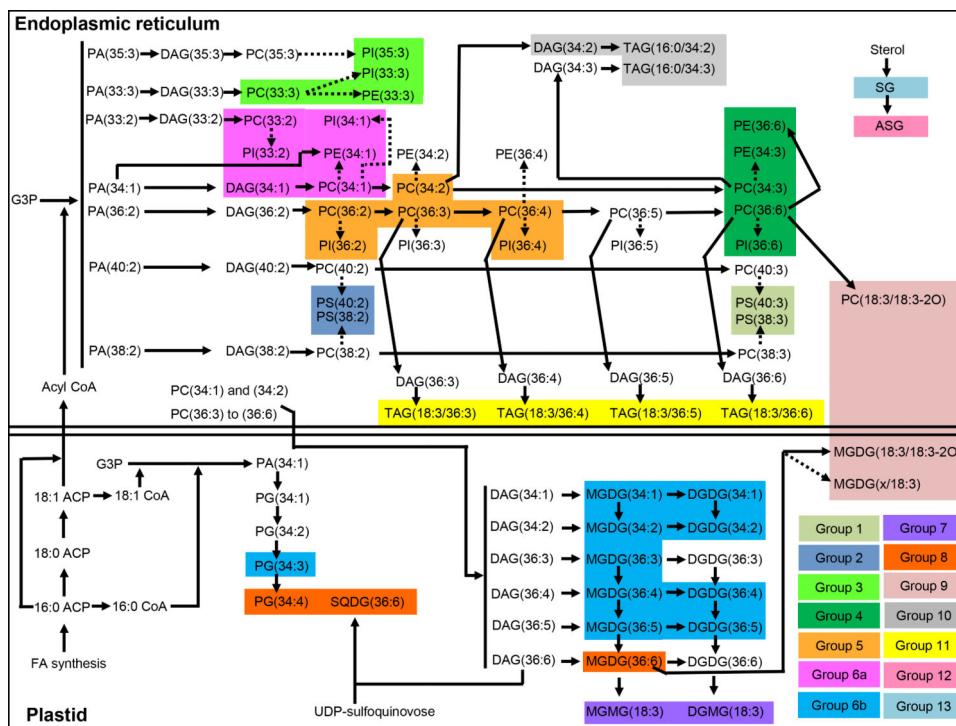 Endoplasmic reticulum
PA(35:3) DAG(35:3) PC(35:3) PI(35:3)
PI(33:3)
PA(33:3) DAG(33:3) PC(33:3) PE(33:3)
DAG(34:2) TAG(16:0/34:2)
DAG(34:3) TAG(16:0/34:3)
Sterol
SG
ASG
PA(33:2) DAG(33:2) PC(33:2) PI(34:1)
PI(33:2) PE(34:1) PE(34:2) PE(36:4) PE(36:6)
PE(34:3)
PA(34:1) DAG(34:1) PC(34:1) PC(34:2) PC(34:3)
G3P
PA(36:2) DAG(36:2) PC(36:2) PC(36:3) PC(36:4) PC(36:5) PC(36:6)
PI(36:2) PI(36:3) PI(36:4) PI(36:5) PI(36:6)
PA(40:2) DAG(40:2) PC(40:2) PC(40:3)
PS(40:2) PS(40:3)
PS(38:2) PS(38:3)
PC(18:3/18:3-2O)
PA(38:2) DAG(38:2) PC(38:2) PC(38:3)
Acyl CoA
DAG(36:3) DAG(36:4) DAG(36:5) DAG(36:6)
PC(34:1) and (34:2)
PC(36:3) to (36:6)
TAG(18:3/36:3) TAG(18:3/36:4) TAG(18:3/36:5) TAG(18:3/36:6)
G3P PA(34:1)
MGDG(18:3/18:3-2O
MGDG(x/18:3)
18:1 ACP 18:1 CoA PG(34:1)
DAG(34:1) MGDG(34:1) DGDG(34:1)
PG(34:2)
DAG(34:2) MGDG(34:2) DGDG(34:2)
18:0 ACP
PG(34:3)
DAG(36:3) MGDG(36:3) DGDG(36:3)
16:0 ACP 16:0 CoA PG(34:4) SQDG(36:6)
DAG(36:4) MGDG(36:4) DGDG(36:4)
DAG(36:5) MGDG(36:5) DGDG(36:5)
FA synthesis
DAG(36:6) MGDG(36:6) DGDG(36:6)
UDP-sulfoquinovose
MGMG(18:3) DGMG(18:3)
Plastid
Group 1 Group 7
Group 2 Group 8
Group 3 Group 9
Group 4 Group 10
Group 5 Group 11
Group 6a Group 12
Group 6b Group 13